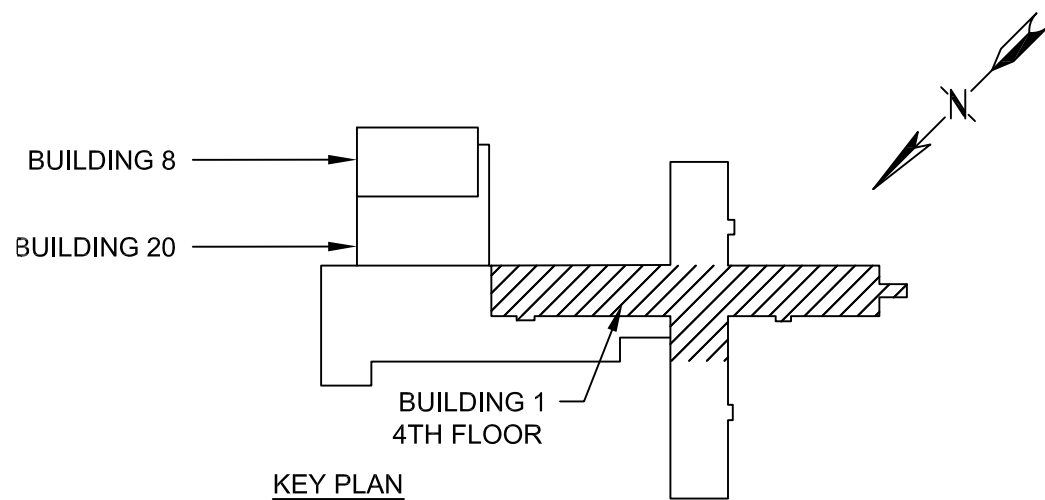 N
BUILDING 8
BUILDING 20
BUILDING 1
4TH FLOOR
KEY PLAN